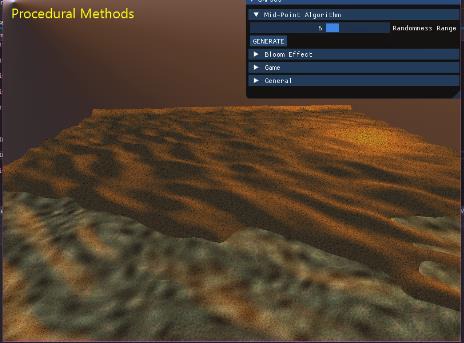 Procedural Methods
Mid-Point Algorithm
5 Randomness Range
GENERATE
Bloom Effect
Game
General